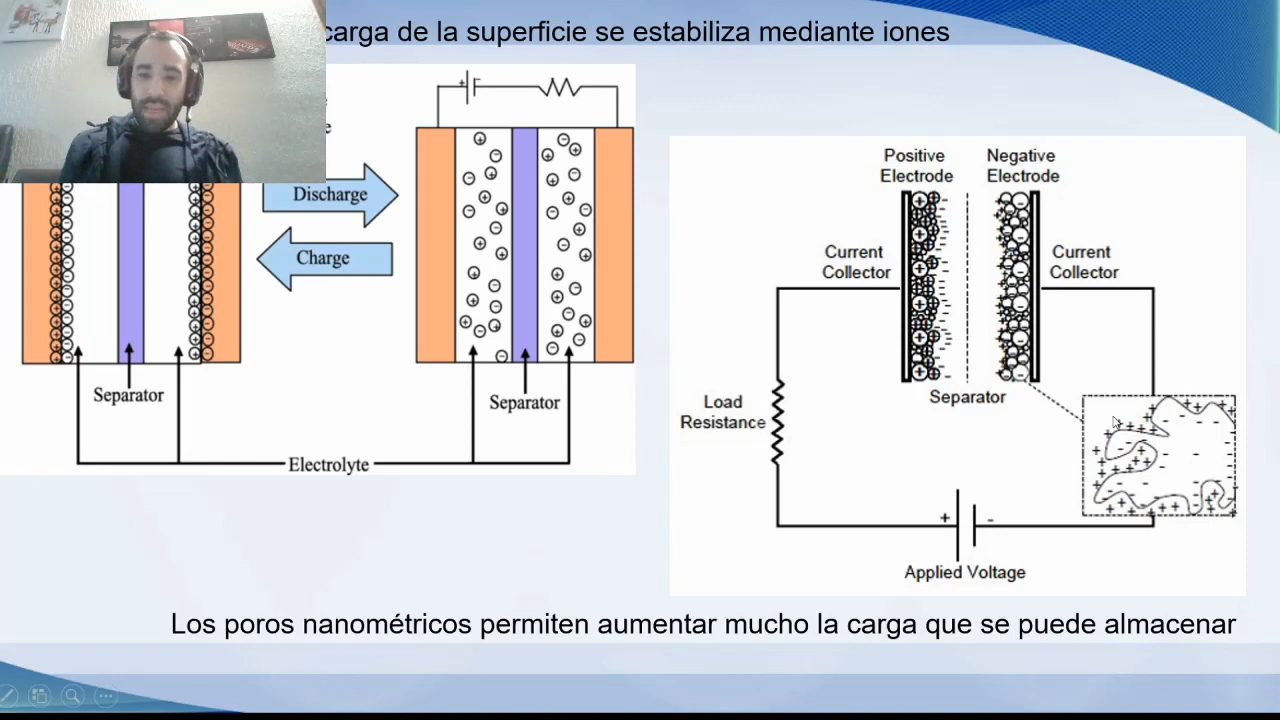 carga de la superficie se estabiliza mediante iones
Discharge
Charge
Separator
Separator
Electrolyte
Positive
Electrode
Negative
Electrode
Current
Collector
Current
Collector
Separator
Load
Resistance
+ -
Applied Voltage
Los poros nanométricos permiten aumentar mucho la carga que se puede almacenar